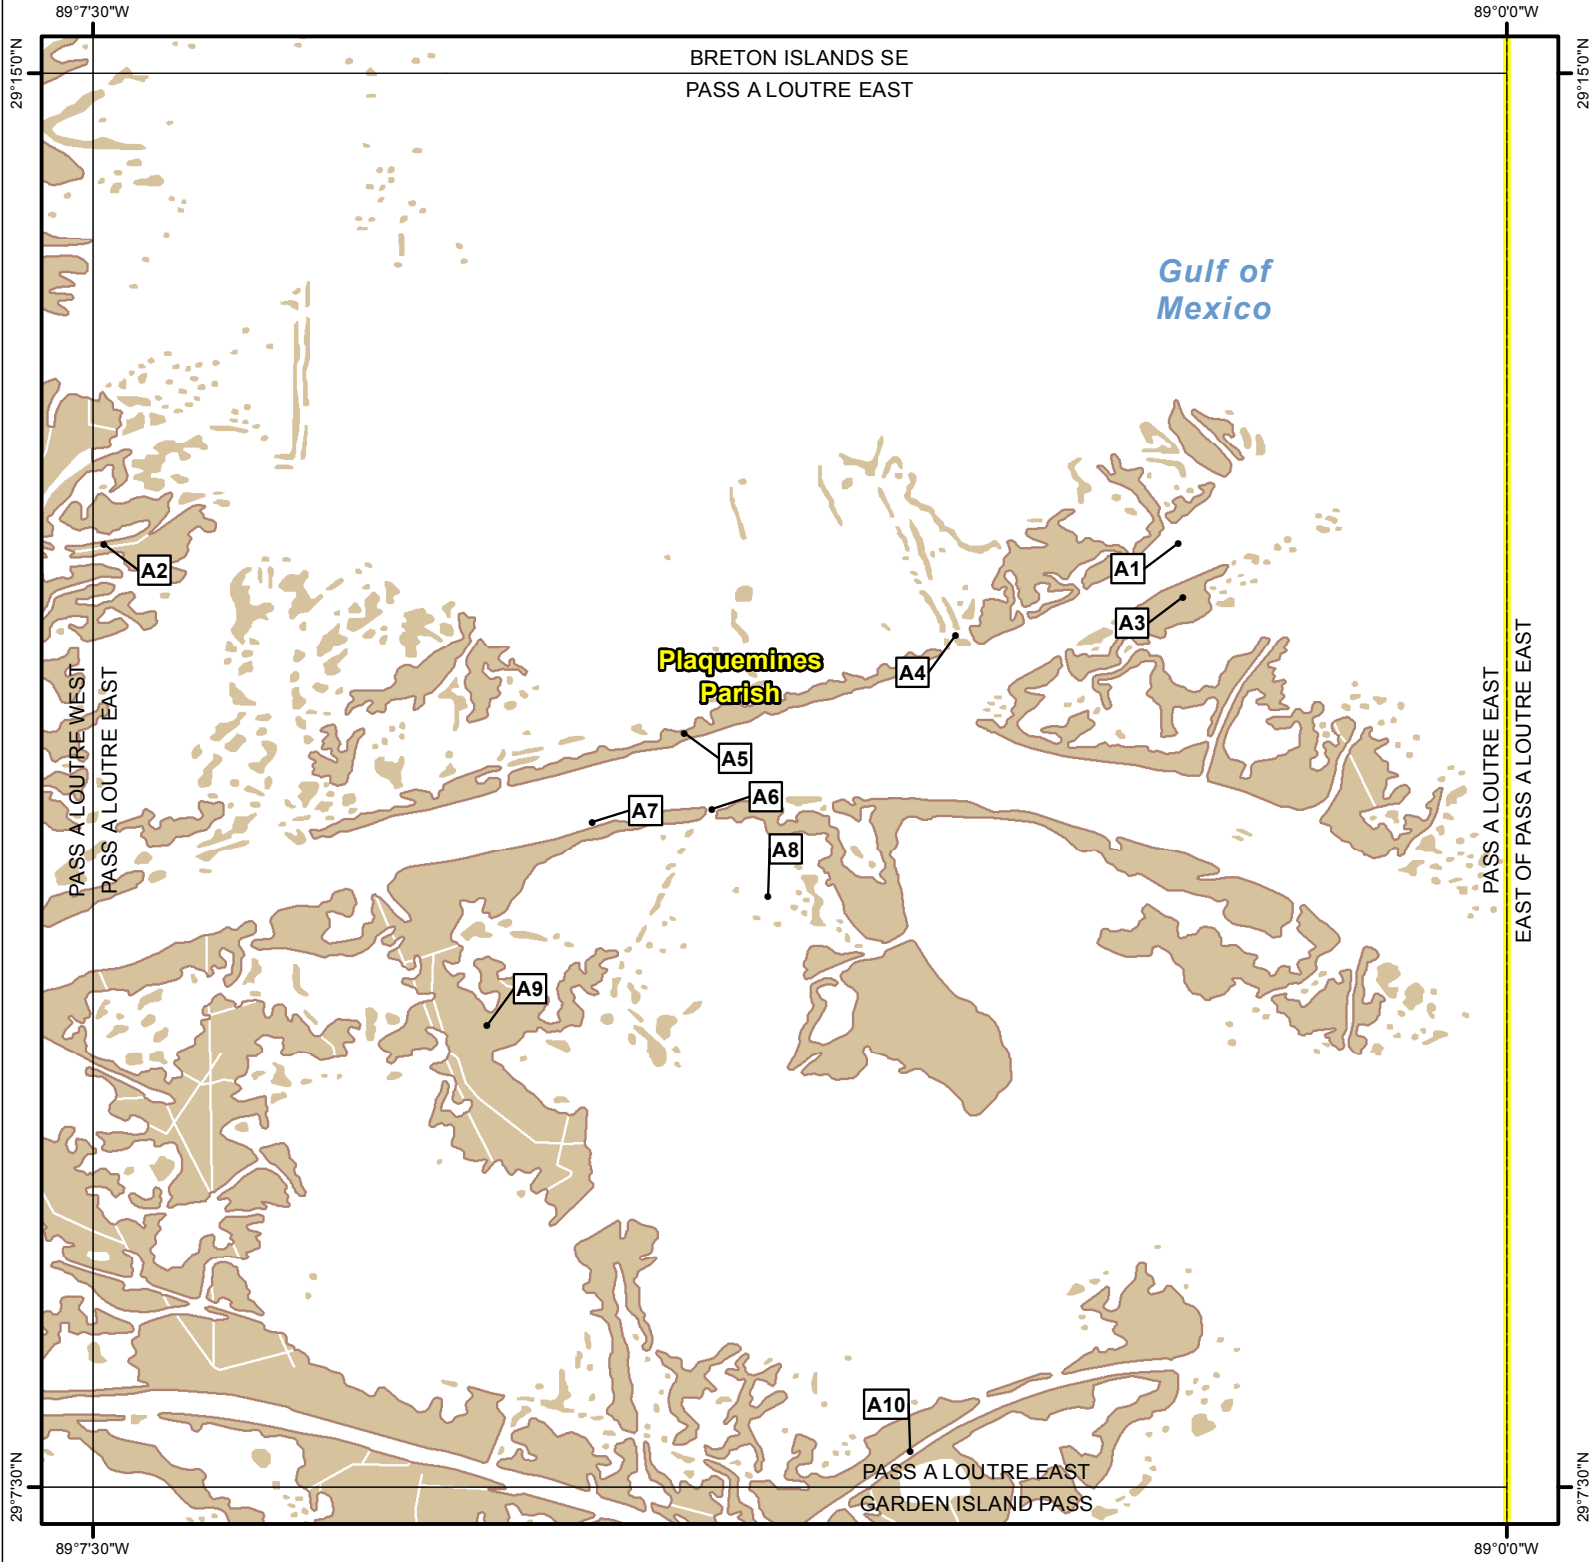 89°7'30"W
89°0'0"W
29°15'0"N
29°15'0"N
BRETON ISLANDS SE
PASS A LOUTRE EAST
Gulf of
Mexico
A1
A2
A3
Plaquemines
Parish
A4
A5
A6
A7
A8
PASS A LOUTRE WEST
PASS A LOUTRE EAST
PASS A LOUTRE EAST
EAST OF PASS A LOUTRE EAST
A9
A10
PASS A LOUTRE EAST
GARDEN ISLAND PASS
29°7'30"N
29°7'30"N
89°7'30"W
89°0'0"W